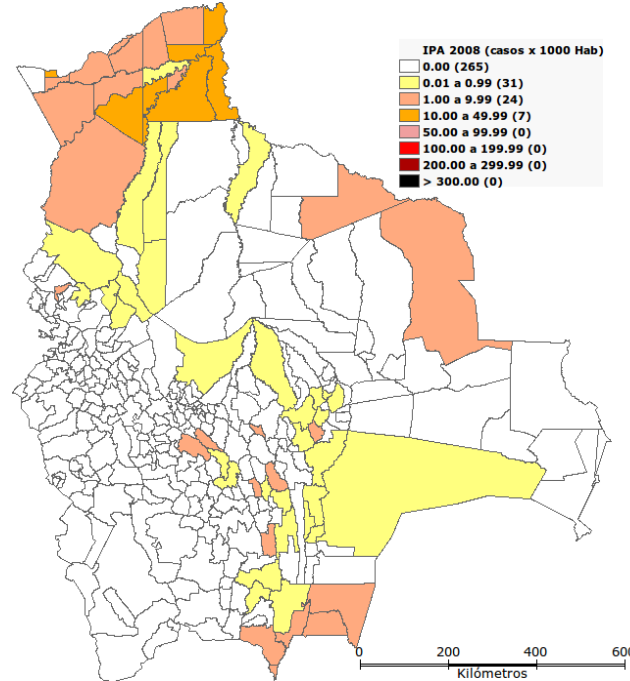 IPA 2008 (casos x 1000 Hab)
0.00 (265)
0.01 a 0.99 (31)
1.00 a 9.99 (24)
10.00 a 49.99 (7)
50.00 a 99.99 (0)
100.00 a 199.99 (0)
200.00 a 299.99 (0)
> 300.00 (0)
0 200 400 600
Kilómetros